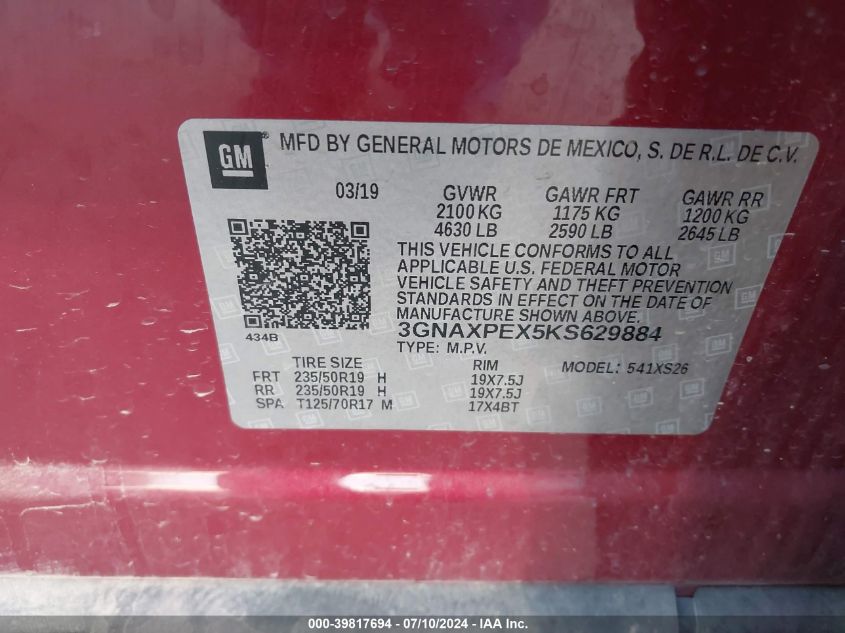 GM
MFD BY GENERAL MOTORS DE MEXICO, S. DE R.L. DE C.V.
03/19 GVWR GAWR FRT GAWR RR
2100 KG 1175 KG 1200 KG
4630 LB 2590 LB 2645 LB
THIS VEHICLE CONFORMS TO ALL
APPLICABLE U.S. FEDERAL MOTOR
VEHICLE SAFETY AND THEFT PREVENTION
STANDARDS IN EFFECT ON THE DATE OF
MANUFACTURE SHOWN ABOVE.
434B
3GNAXPEX5KS629884
TYPE: M.P.V. MODEL: 541XS26
TIRE SIZE RIM
FRT 235/50R19 H 19X7.5J
RR 235/50R19 H 19X7.5J
SPA T125/70R17 M 17X4BT
000-39817694 - 07/10/2024 - IAA Inc.